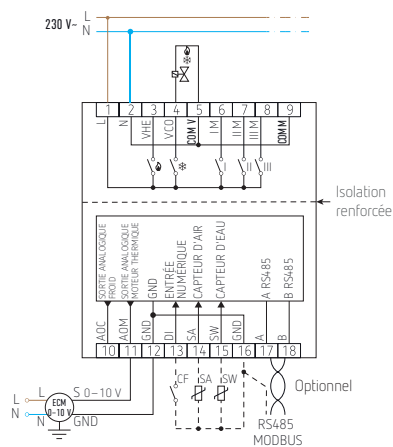 L
230 V~
N
1 2 3 4 5 6 7 8 9
L N VHE VCO COM V I M II M III M COM M
I II III
Isolation
renforcée
SORTIE ANALOGIQUE
FROID
SORTIE ANALOGIQUE
MOTEUR THERMIQUE
GND
ENTRÉE
NUMÉRIQUE
CAPTEUR D'AIR
CAPTEUR D'EAU
A RS485
B RS485
AOC AOM GND DI SA SW GND A B
10 11 12 13 14 15 16 17 18
CF SA SW
Optionnel
L L
N N
ECM
0-10 V
S 0–10 V
GND
RS485
MODBUS